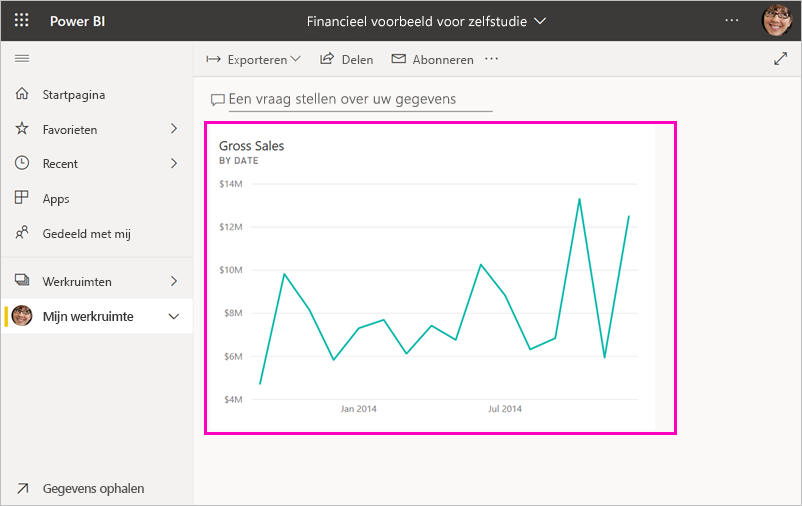 Power BI
Financieel voorbeeld voor zelfstudie
Exporteren Delen Abonneren
Startpagina
Favorieten
Recent
Apps
Gedeeld met mij
Werkruimten
Mijn werkruimte
Gegevens ophalen
Een vraag stellen over uw gegevens
Gross Sales
BY DATE
$14M
$12M
$10M
$8M
$6M
$4M
Jan 2014 Jul 2014